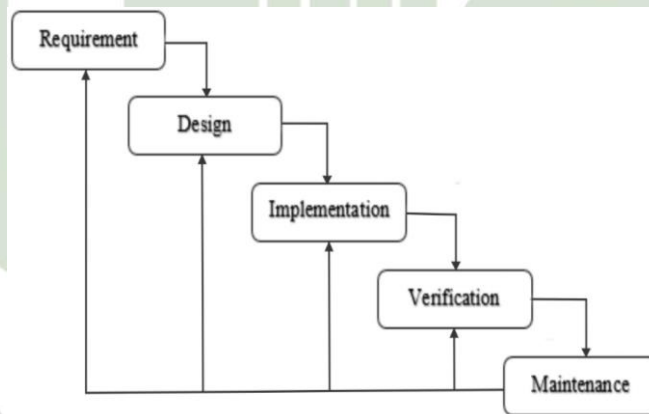 Requirement
Design
Implementation
Verification
Maintenance